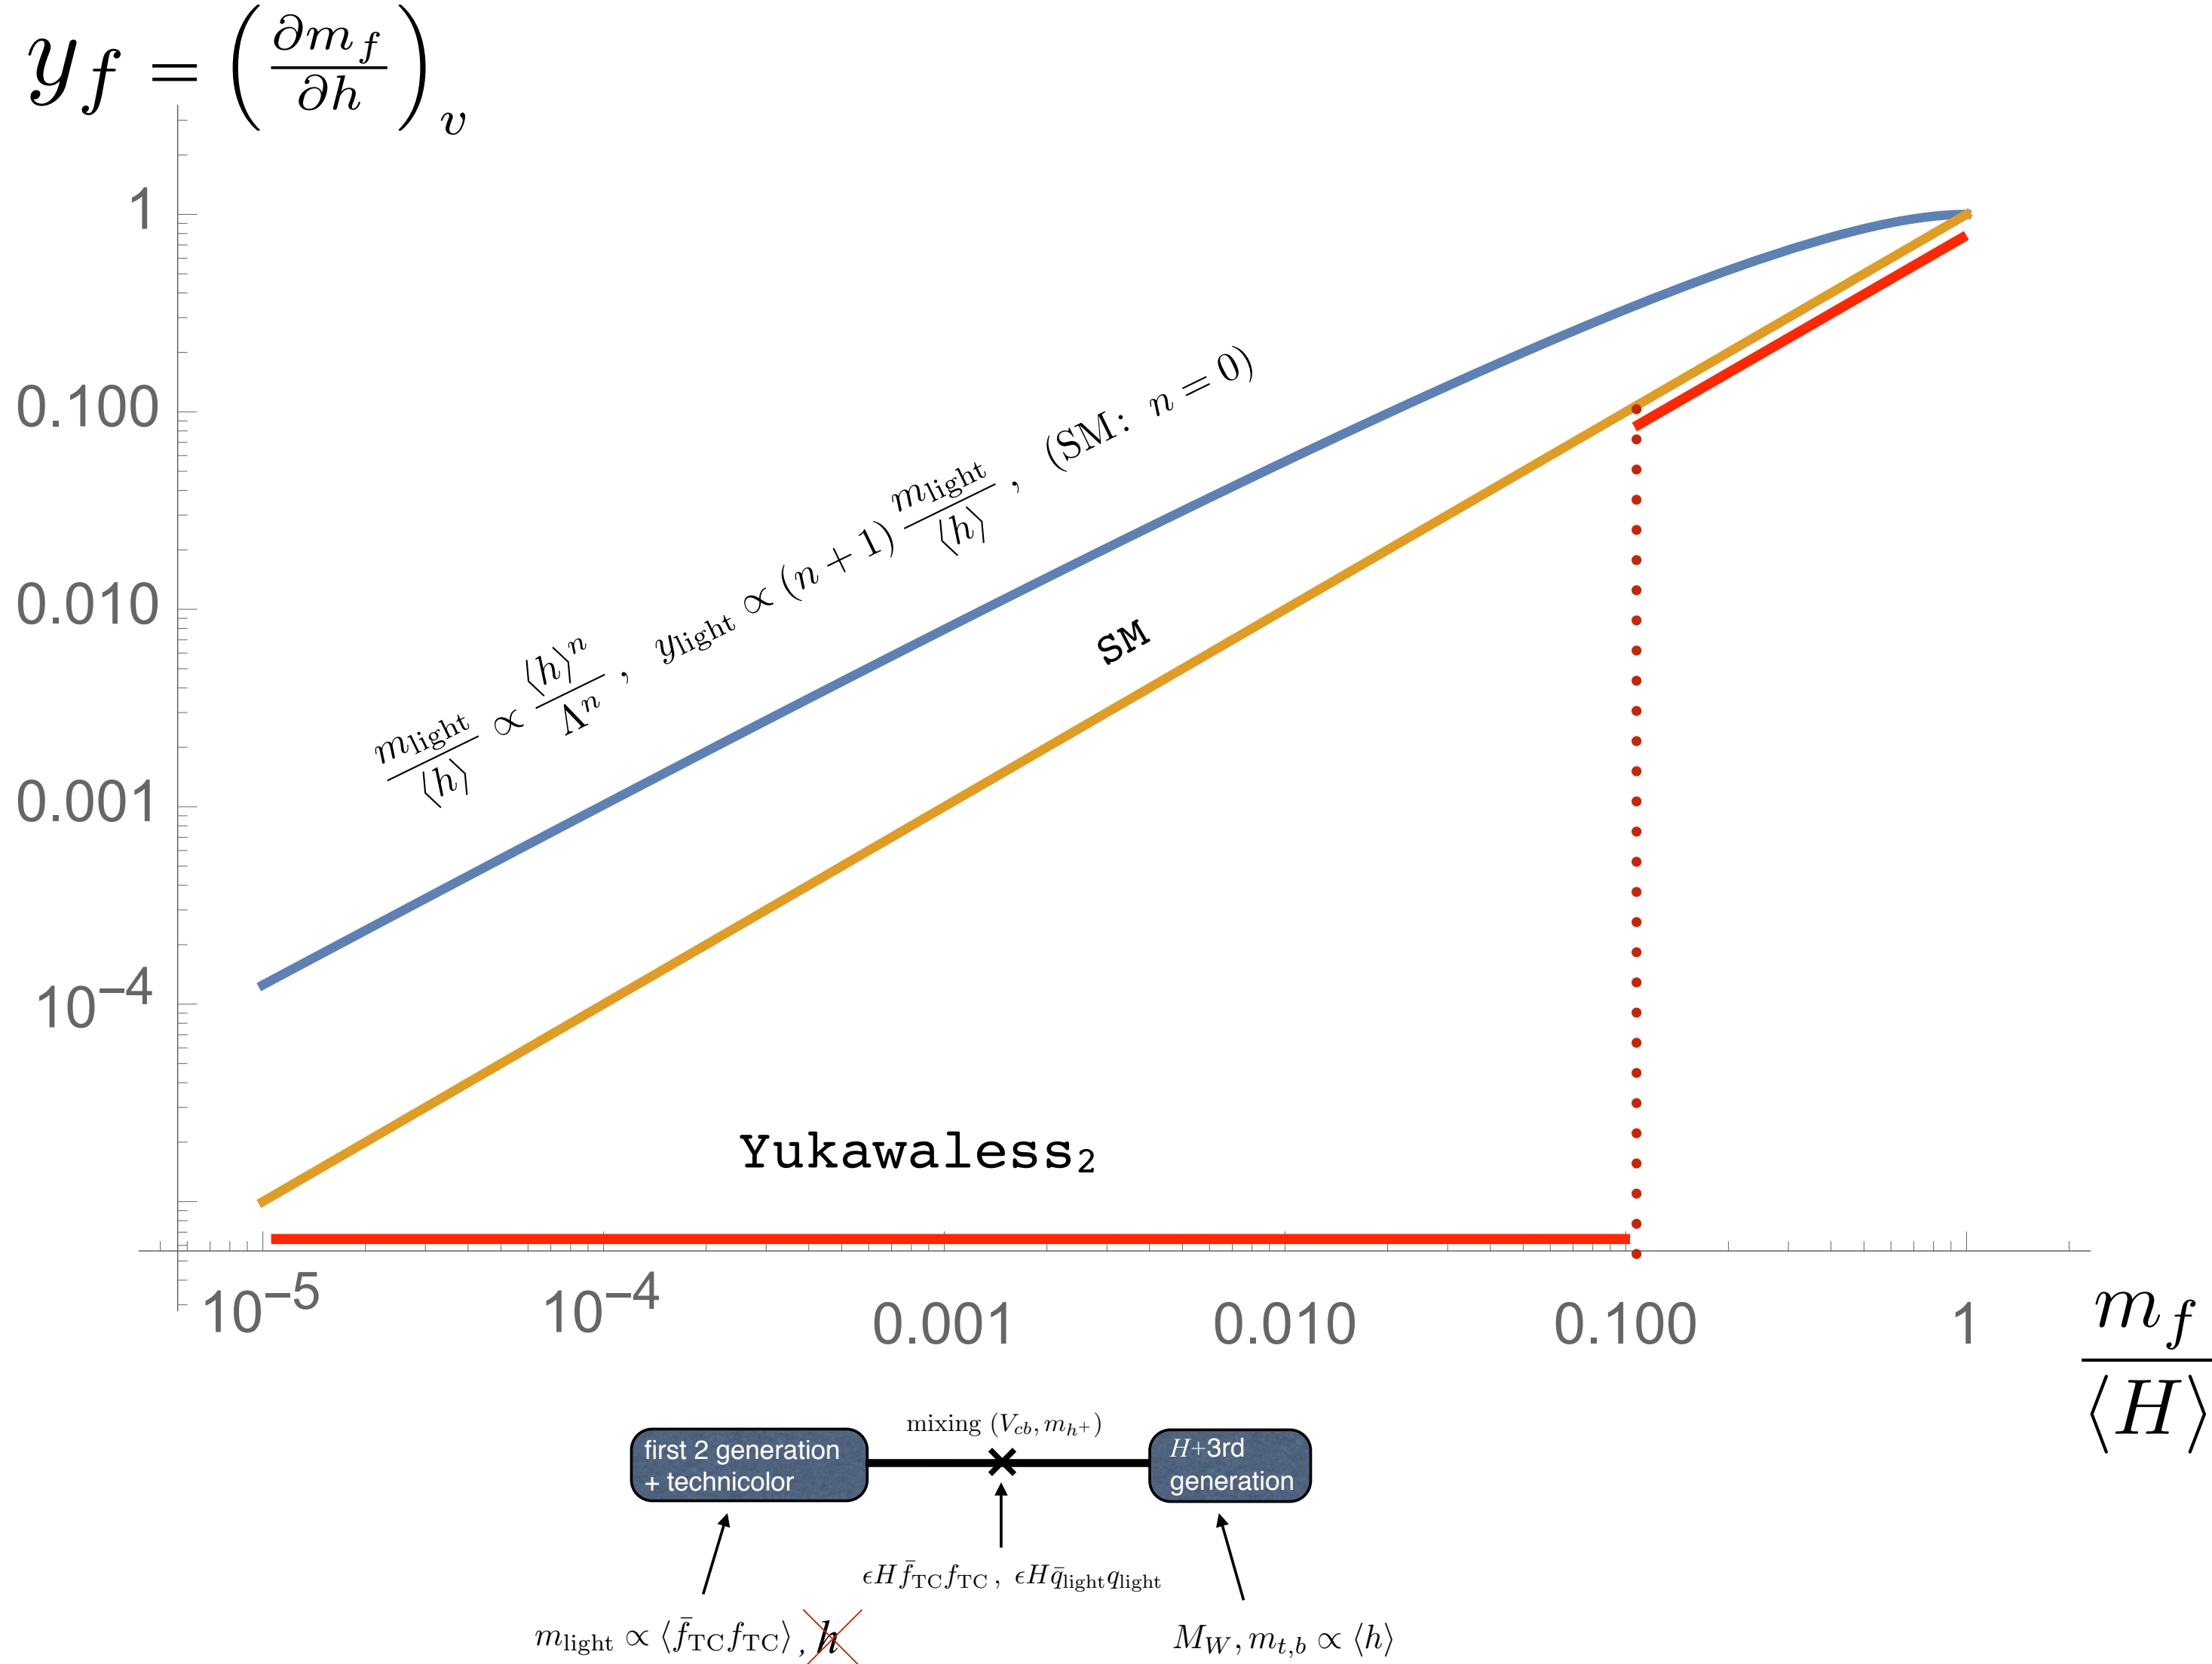 y_f = (∂m_f/∂h)_v
1
0.100
0.010
0.001
10^−4
m_light/⟨h⟩ ∝ ⟨h⟩^n/Λ^n , y_light ∝ (n + 1) m_light/⟨h⟩ , (SM: n = 0)
SM
Yukawaless₂
10^−5 10^−4 0.001 0.010 0.100 1
m_f/⟨H⟩
mixing (V_cb, m_h⁺)
first 2 generation
+ technicolor
H+3rd
generation
ϵH f̄_TC f_TC , ϵH q̄_light q_light
m_light ∝ ⟨f̄_TC f_TC⟩ , h
M_W, m_t,b ∝ ⟨h⟩